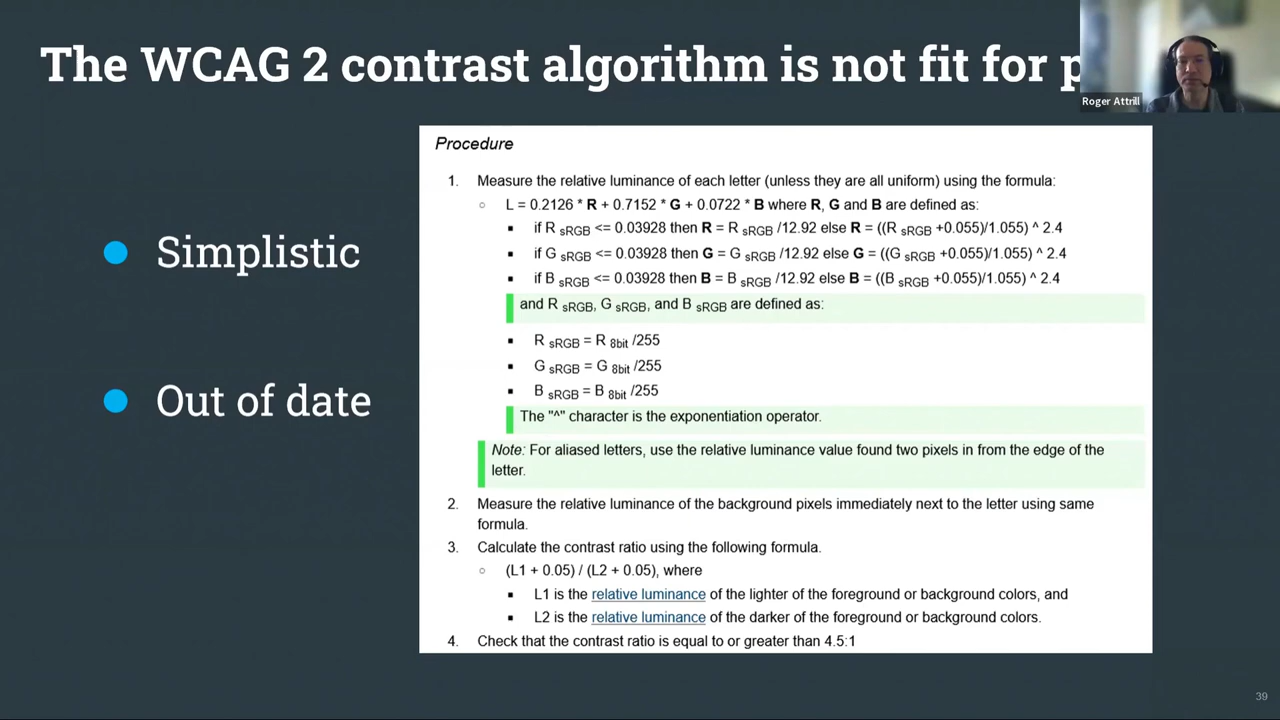 The WCAG 2 contrast algorithm is not fit for p
Roger Attrill
Simplistic
Out of date
Procedure
1. Measure the relative luminance of each letter (unless they are all uniform) using the formula:
○ L = 0.2126 * R + 0.7152 * G + 0.0722 * B where R, G and B are defined as:
▪ if R sRGB <= 0.03928 then R = R sRGB /12.92 else R = ((R sRGB +0.055)/1.055) ^ 2.4
▪ if G sRGB <= 0.03928 then G = G sRGB /12.92 else G = ((G sRGB +0.055)/1.055) ^ 2.4
▪ if B sRGB <= 0.03928 then B = B sRGB /12.92 else B = ((B sRGB +0.055)/1.055) ^ 2.4
and R sRGB, G sRGB, and B sRGB are defined as:
▪ R sRGB = R 8bit /255
▪ G sRGB = G 8bit /255
▪ B sRGB = B 8bit /255
The "^" character is the exponentiation operator.
Note: For aliased letters, use the relative luminance value found two pixels in from the edge of the
letter.
2. Measure the relative luminance of the background pixels immediately next to the letter using same
formula.
3. Calculate the contrast ratio using the following formula.
○ (L1 + 0.05) / (L2 + 0.05), where
▪ L1 is the relative luminance of the lighter of the foreground or background colors, and
▪ L2 is the relative luminance of the darker of the foreground or background colors.
4. Check that the contrast ratio is equal to or greater than 4.5:1
39